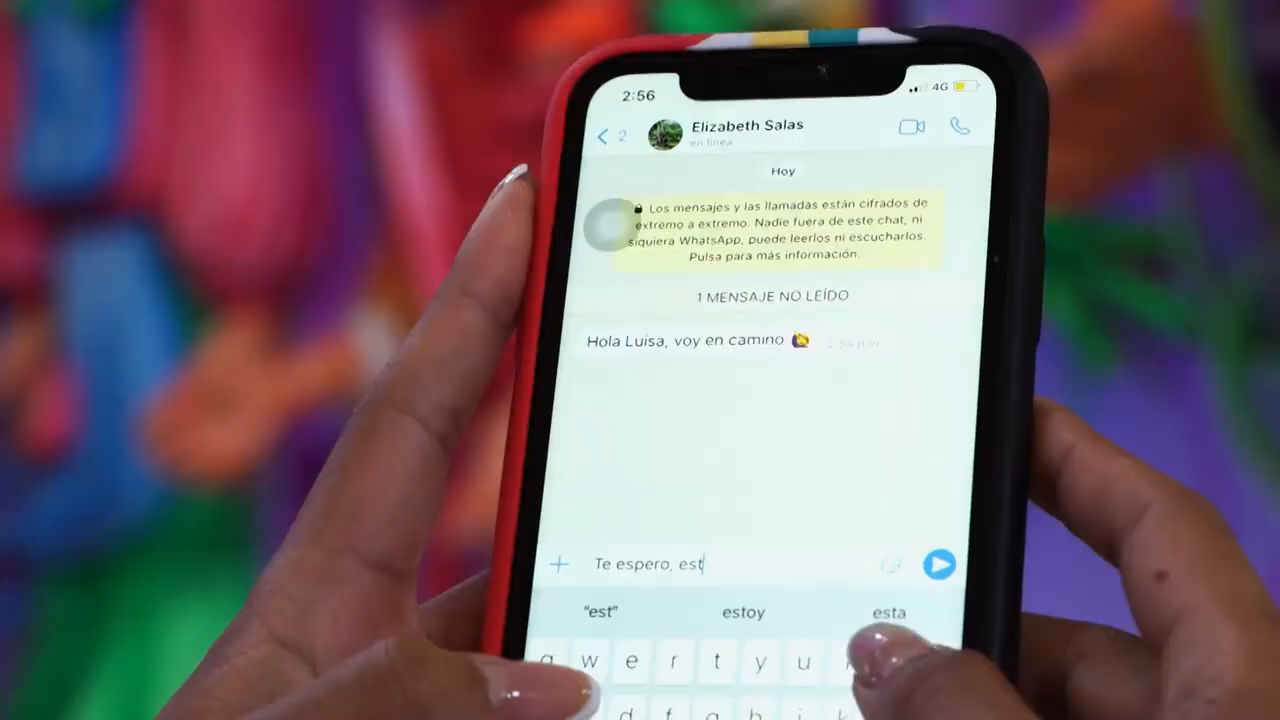 2:56
4G
2
Elizabeth Salas
en línea
Hoy
Los mensajes y las llamadas están cifrados de
extremo a extremo. Nadie fuera de este chat, ni
siquiera WhatsApp, puede leerlos ni escucharlos.
Pulsa para más información.
1 MENSAJE NO LEÍDO
Hola Luisa, voy en camino 🙋 2:56 p.m.
Te espero, est
"est" estoy esta
q w e r t y u
d f g h j k